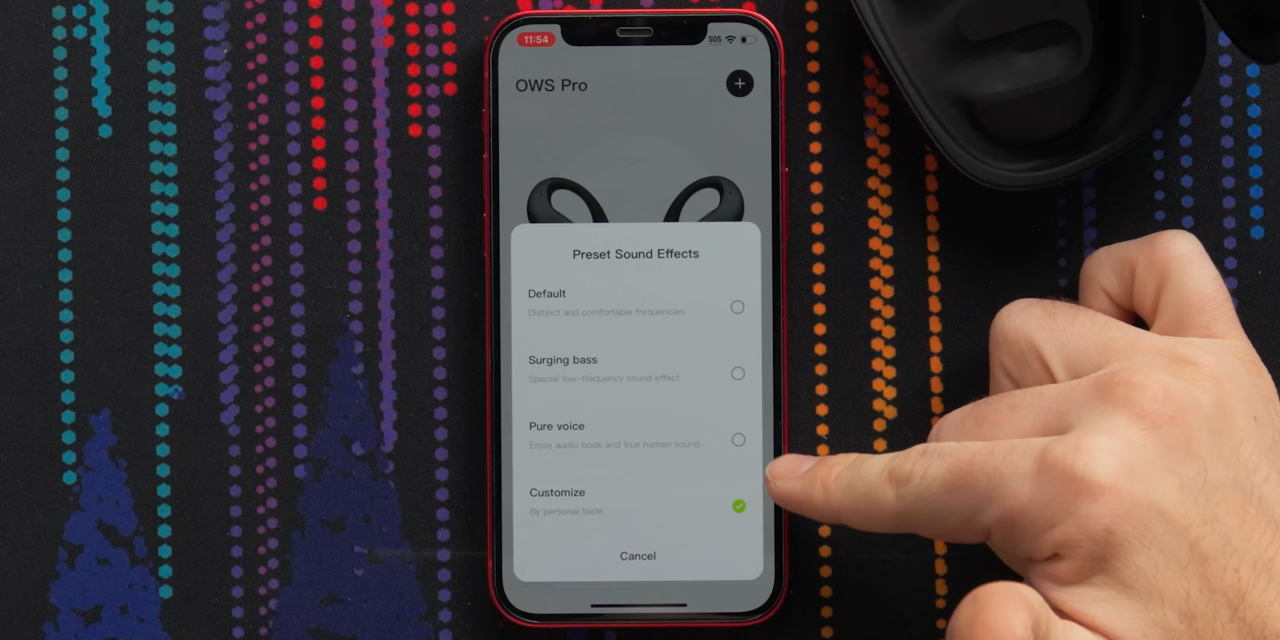 11:54
SOS
OWS Pro
Preset Sound Effects
Default
Distinct and comfortable frequencies
Surging bass
Special low-frequency sound effect
Pure voice
Enjoy audio book and true human sound
Customize
By personal taste
Cancel